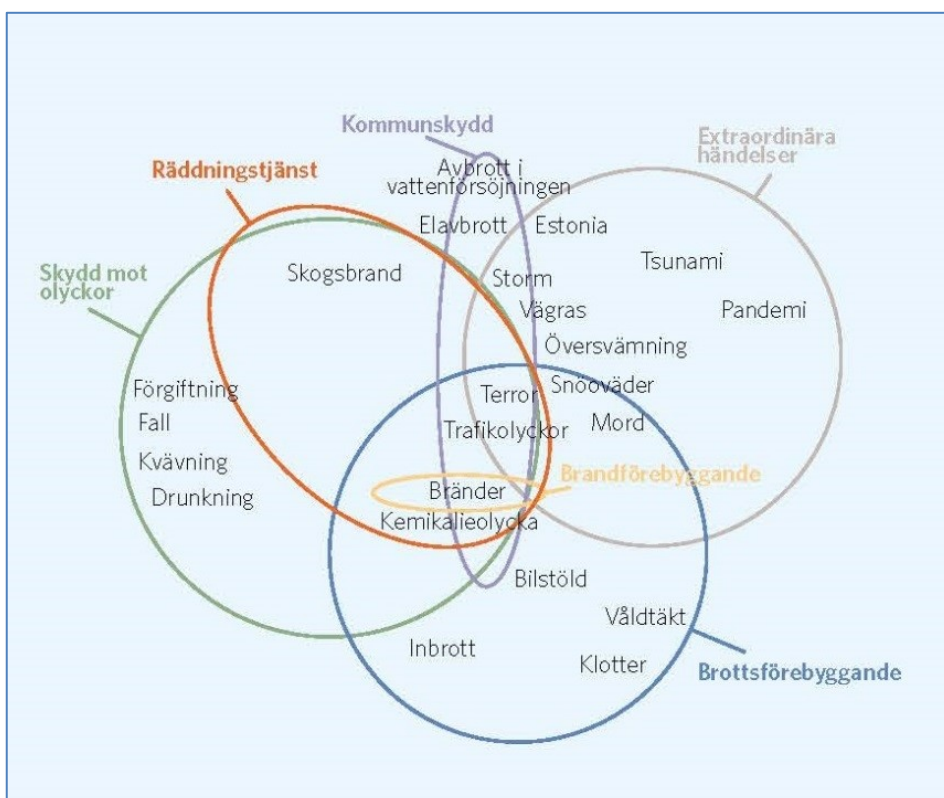 Kommunskydd
Extraordinära
händelser
Räddningstjänst
Avbrott i
vattenförsöjningen
Elavbrott
Estonia
Skydd mot
olyckor
Skogsbrand
Tsunami
Storm
Vägras
Pandemi
Översvämning
Förgiftning
Snöoväder
Terror
Fall
Mord
Trafikolyckor
Kvävning
Brandförebyggande
Drunkning
Bränder
Kemikalieolycka
Bilstöld
Våldtäkt
Inbrott
Klotter
Brottsförebyggande